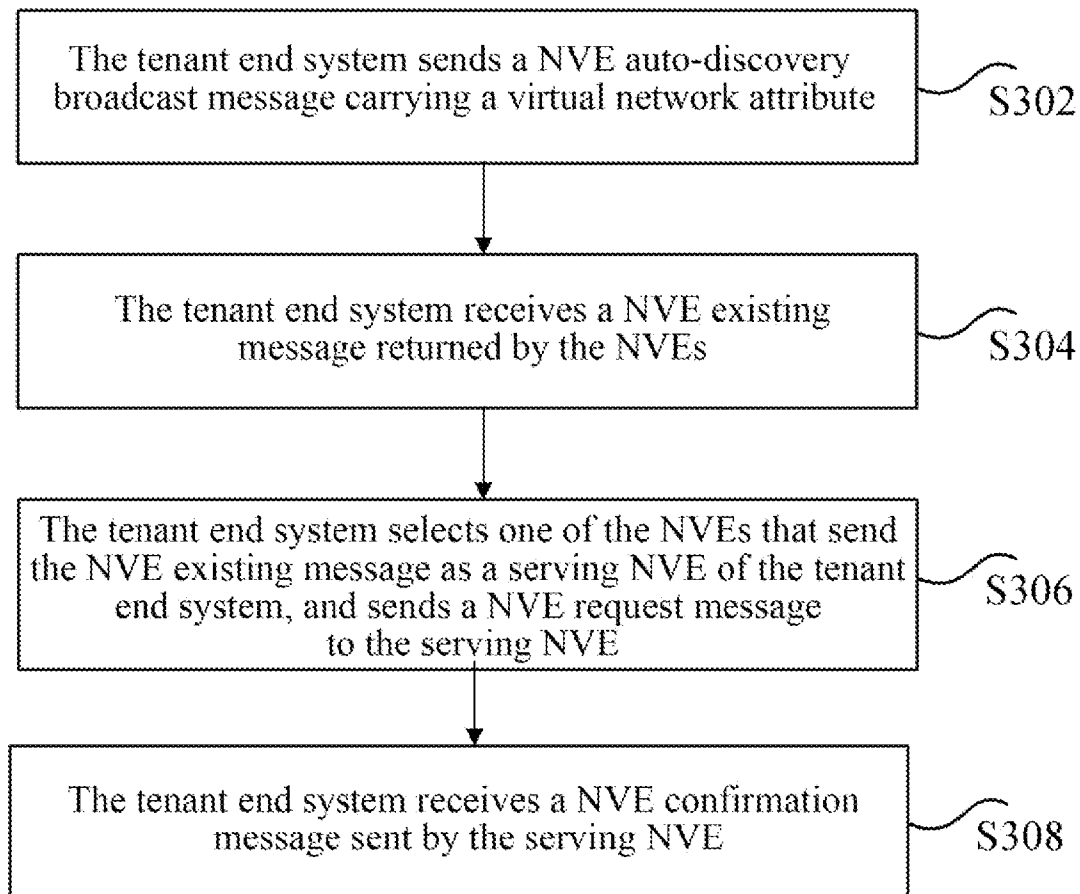 The tenant end system sends a NVE auto-discovery
broadcast message carrying a virtual network attribute
S302
The tenant end system receives a NVE existing
message returned by the NVEs
S304
The tenant end system selects one of the NVEs that send
the NVE existing message as a serving NVE of the tenant
end system, and sends a NVE request message
to the serving NVE
S306
The tenant end system receives a NVE confirmation
message sent by the serving NVE
S308